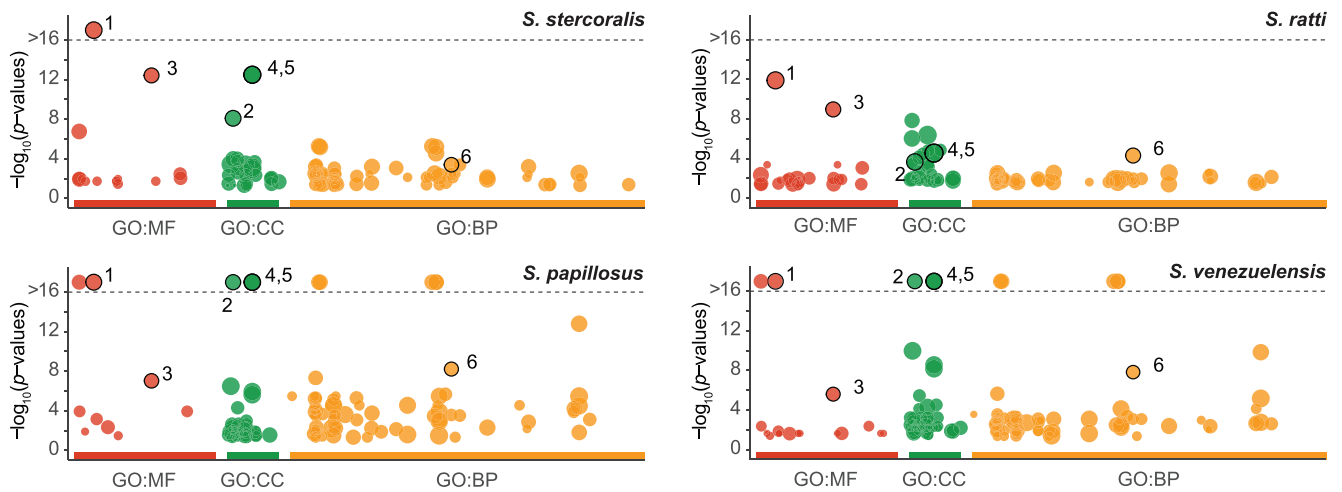 S. stercoralis
−log10(p−values)
>16
12
8
4
0
1
3
4,5
2
6
GO:MF
GO:CC
GO:BP
S. ratti
−log10(p−values)
>16
12
8
4
0
1
3
4,5
2
6
GO:MF
GO:CC
GO:BP
S. papillosus
−log10(p−values)
>16
12
8
4
0
1
4,5
2
3
6
GO:MF
GO:CC
GO:BP
S. venezuelensis
−log10(p−values)
>16
12
8
4
0
1
2
4,5
3
6
GO:MF
GO:CC
GO:BP